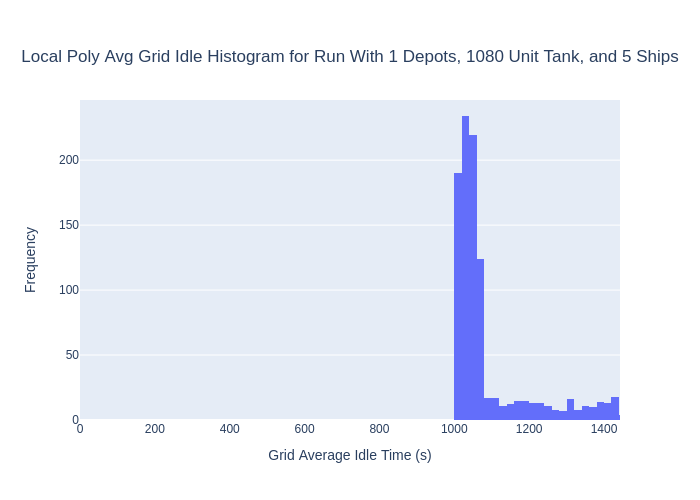 Local Poly Avg Grid Idle Histogram for Run With 1 Depots, 1080 Unit Tank, and 5 Ships
200
150
100
50
0
Frequency
0 200 400 600 800 1000 1200 1400
Grid Average Idle Time (s)